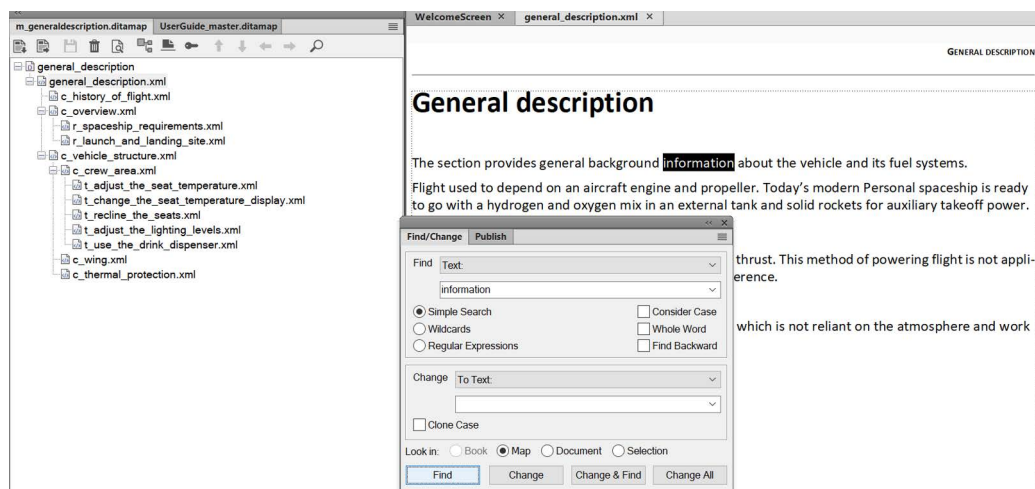 m_generaldescription.ditamap UserGuide_master.ditamap
general_description
general_description.xml
c_history_of_flight.xml
c_overview.xml
r_spaceship_requirements.xml
r_launch_and_landing_site.xml
c_vehicle_structure.xml
c_crew_area.xml
t_adjust_the_seat_temperature.xml
t_change_the_seat_temperature_display.xml
t_recline_the_seats.xml
t_adjust_the_lighting_levels.xml
t_use_the_drink_dispenser.xml
c_wing.xml
c_thermal_protection.xml
WelcomeScreen × general_description.xml ×
GENERAL DESCRIPTION
General description
The section provides general background information about the vehicle and its fuel systems.
Flight used to depend on an aircraft engine and propeller. Today's modern Personal spaceship is ready
to go with a hydrogen and oxygen mix in an external tank and solid rockets for auxiliary takeoff power.
thrust. This method of powering flight is not appli-
erence.
which is not reliant on the atmosphere and work
Find/Change Publish
Find Text:
information
Simple Search Consider Case
Wildcards Whole Word
Regular Expressions Find Backward
Change To Text:
Clone Case
Look in: Book Map Document Selection
Find Change Change & Find Change All